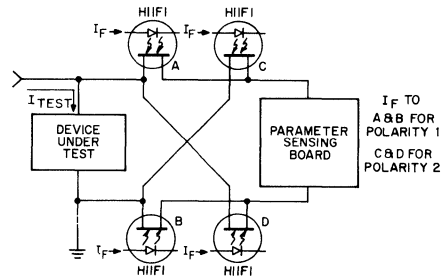 H11F1 H11F1
IF IF
A C
ITEST
DEVICE
UNDER
TEST
PARAMETER
SENSING
BOARD
IF TO
A&B FOR
POLARITY 1
C&D FOR
POLARITY 2
B D
IF IF
H11F1 H11F1